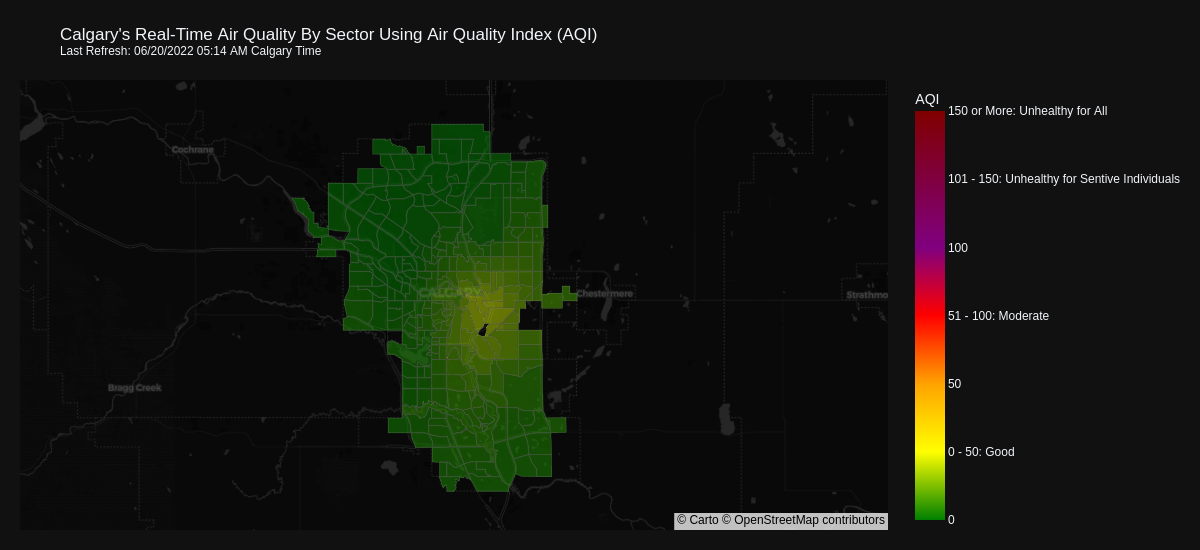 Calgary's Real-Time Air Quality By Sector Using Air Quality Index (AQI)
Last Refresh: 06/20/2022 05:14 AM Calgary Time
AQI
150 or More: Unhealthy for All
101 - 150: Unhealthy for Sentive Individuals
100
51 - 100: Moderate
50
0 - 50: Good
0
Cochrane
CALGARY
Chestermere
Strathmo
Bragg Creek
© Carto © OpenStreetMap contributors